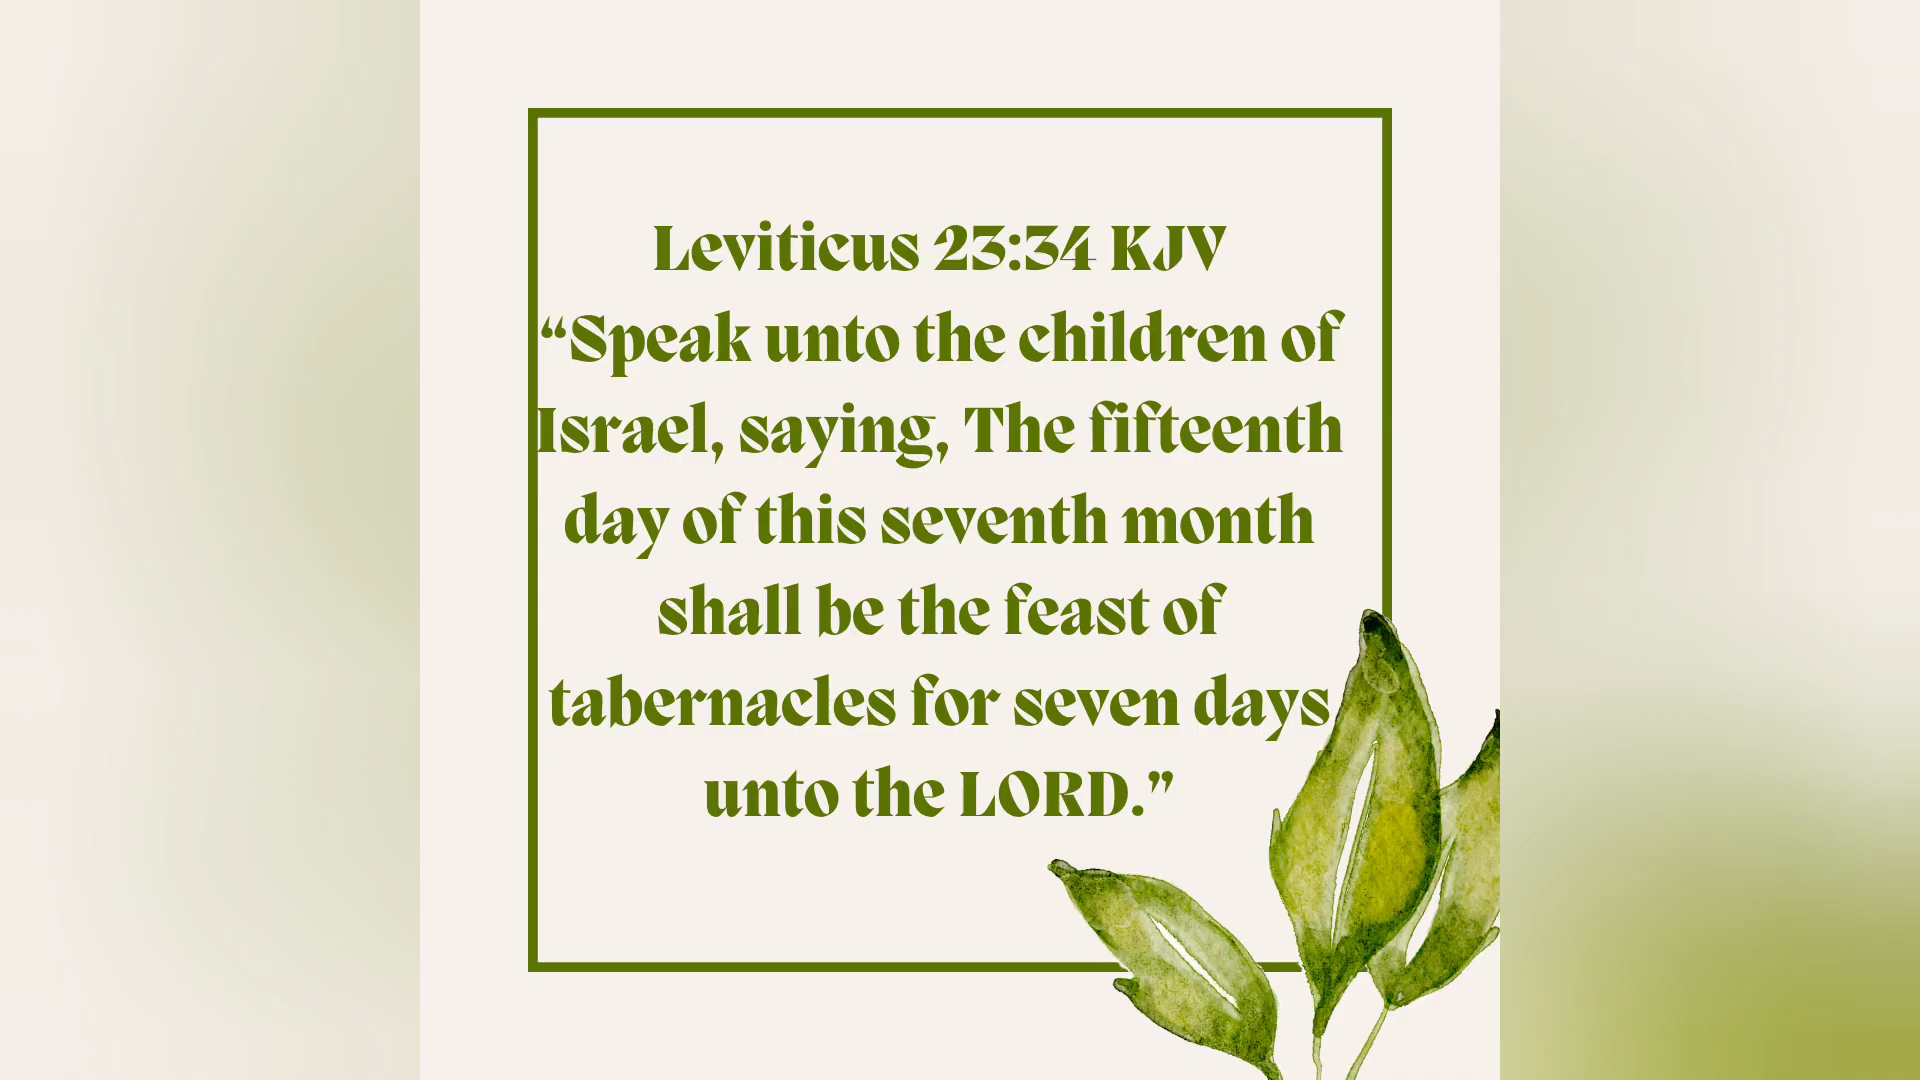 Leviticus 23:34 KJV
“Speak unto the children of
Israel, saying, The fifteenth
day of this seventh month
shall be the feast of
tabernacles for seven days
unto the LORD.”